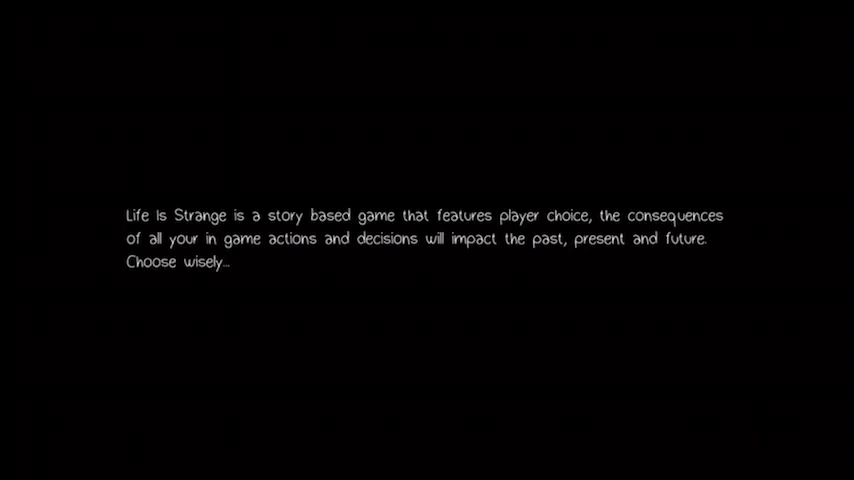 Life Is Strange is a story based game that features player choice, the consequences
of all your in game actions and decisions will impact the past, present and future.
Choose wisely...